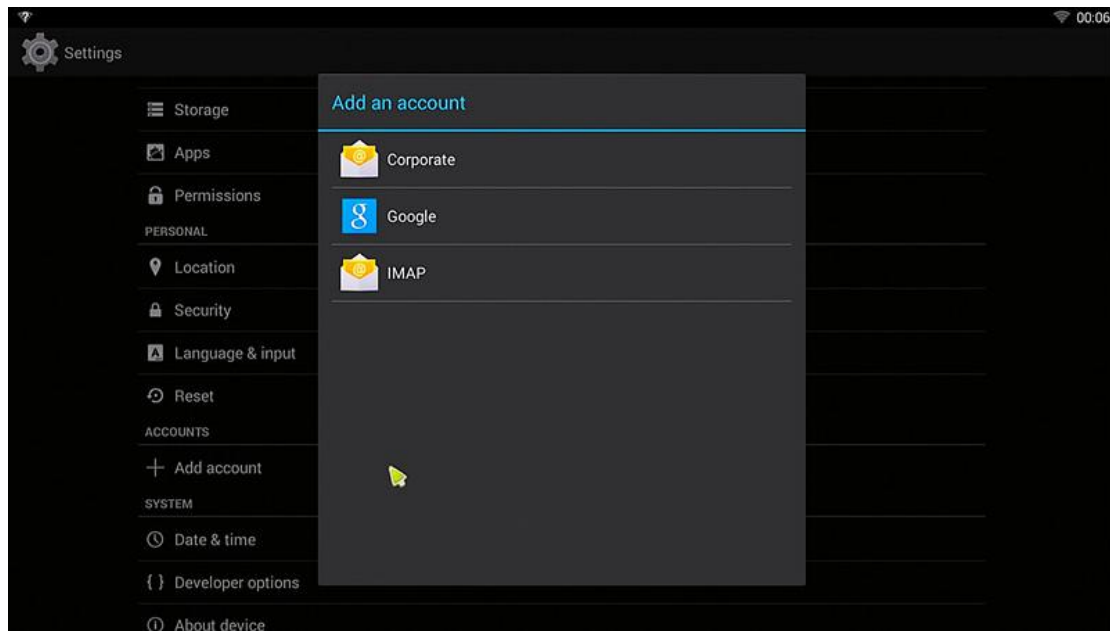 00:06
Settings
Storage
Apps
Permissions
PERSONAL
Location
Security
Language & input
Reset
ACCOUNTS
Add account
SYSTEM
Date & time
Developer options
About device
Add an account
Corporate
Google
IMAP